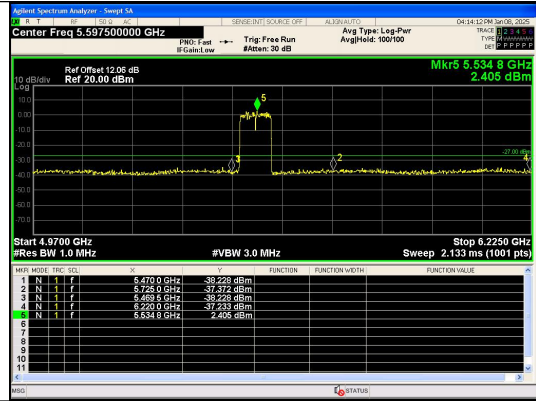 Agilent Spectrum Analyzer - Swept SA
R T RF 50 Ω AC SENSE:INT SOURCE OFF ALIGNAUTO 04:14:12 PM Jan 08, 2025
Center Freq 5.597500000 GHz Avg Type: Log-Pwr TRACE 1 2 3 4 5 6
PNO: Fast Trig: Free Run Avg|Hold: 100/100 TYPE M
IFGain:Low #Atten: 30 dB DET P P P P P P
Ref Offset 12.06 dB Mkr5 5.534 8 GHz
10 dB/div Ref 20.00 dBm 2.405 dBm
Log
5
10.0
0.00
-10.0
-20.0
-27.00 dBm
-30.0
3 2 4
-40.0
-50.0
-60.0
-70.0
Start 4.9700 GHz Stop 6.2250 GHz
#Res BW 1.0 MHz #VBW 3.0 MHz Sweep 2.133 ms (1001 pts)
MKR MODE TRC SCL X Y FUNCTION FUNCTION WIDTH FUNCTION VALUE
1 N 1 f 5.470 0 GHz -38.228 dBm
2 N 1 f 5.725 0 GHz -37.372 dBm
3 N 1 f 5.469 5 GHz -38.228 dBm
4 N 1 f 6.220 0 GHz -37.233 dBm
5 N 1 f 5.534 8 GHz 2.405 dBm
6
7
8
9
10
11
MSG STATUS